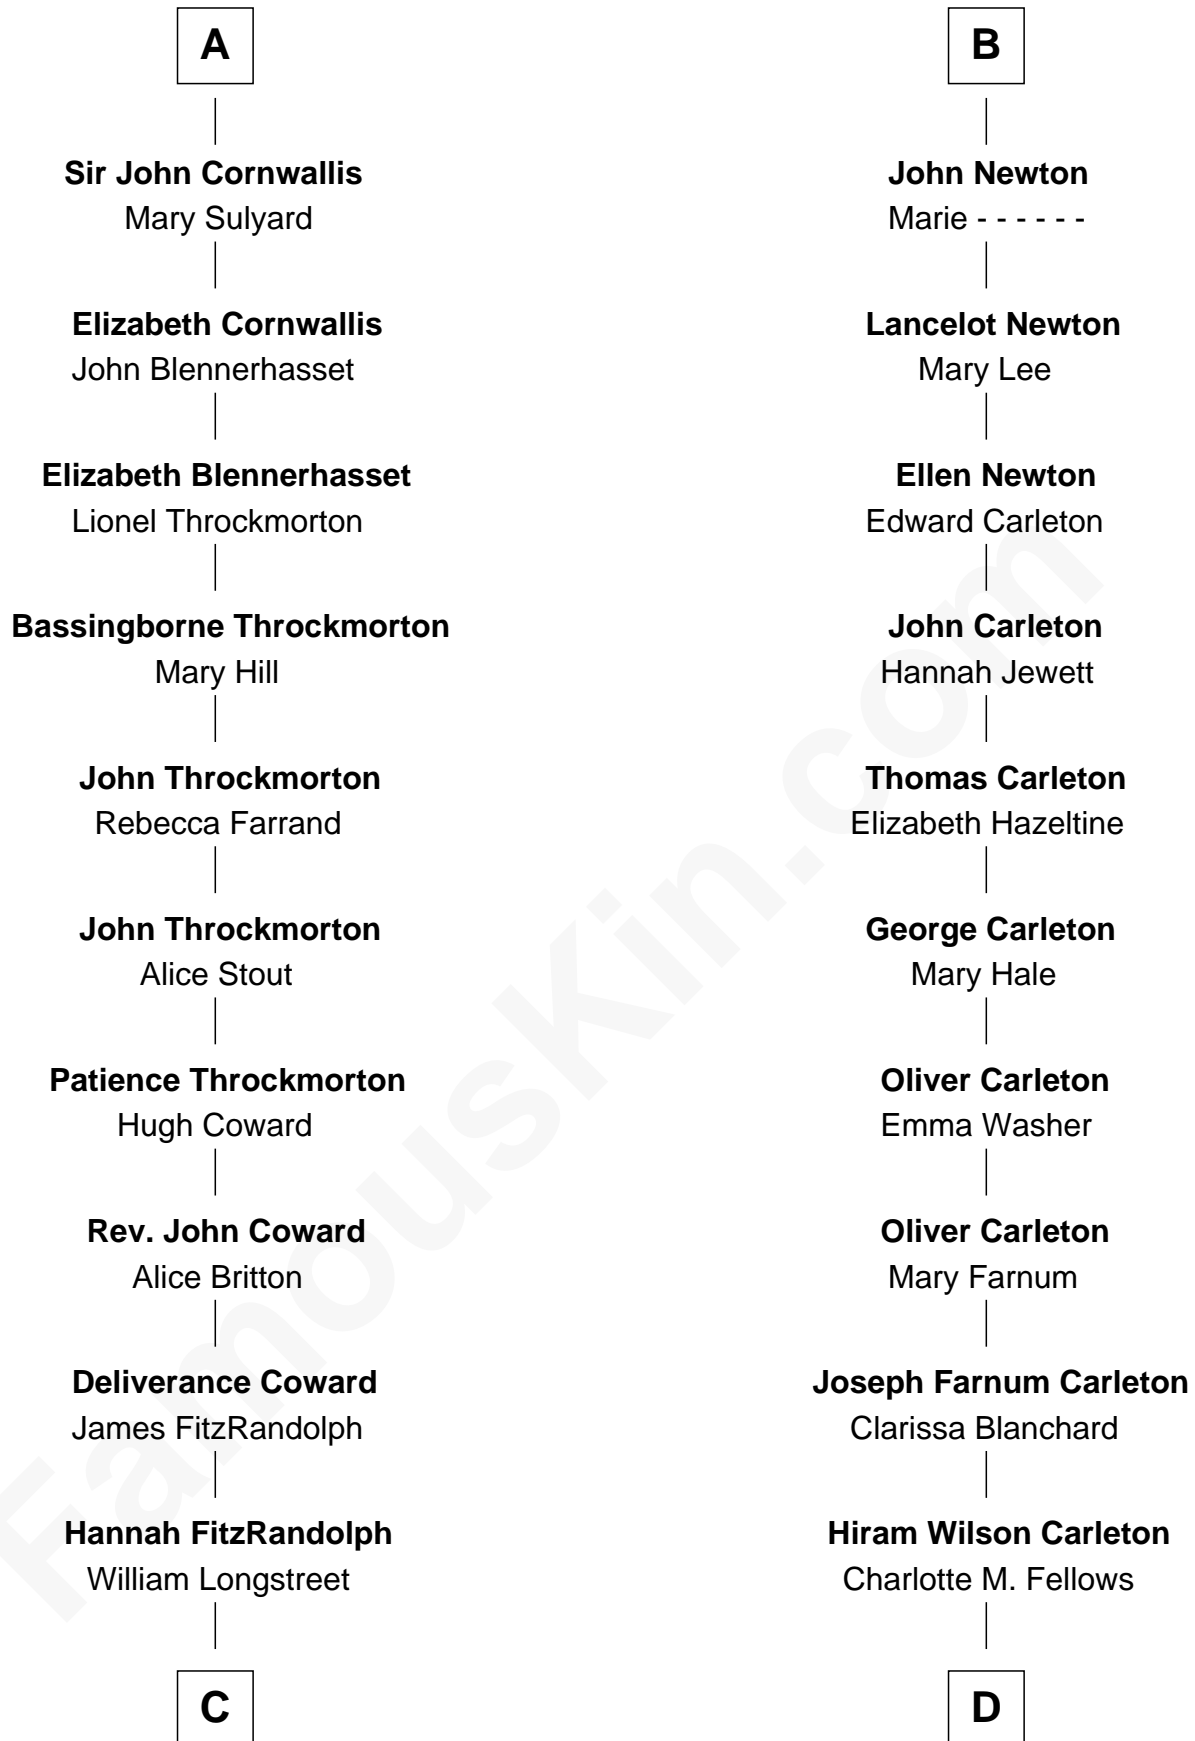 A
Sir John Cornwallis
Mary Sulyard
Elizabeth Cornwallis
John Blennerhasset
Elizabeth Blennerhasset
Lionel Throckmorton
Bassingborne Throckmorton
Mary Hill
John Throckmorton
Rebecca Farrand
John Throckmorton
Alice Stout
Patience Throckmorton
Hugh Coward
Rev. John Coward
Alice Britton
Deliverance Coward
James FitzRandolph
Hannah FitzRandolph
William Longstreet
C
B
John Newton
Marie - - - - - -
Lancelot Newton
Mary Lee
Ellen Newton
Edward Carleton
John Carleton
Hannah Jewett
Thomas Carleton
Elizabeth Hazeltine
George Carleton
Mary Hale
Oliver Carleton
Emma Washer
Oliver Carleton
Mary Farnum
Joseph Farnum Carleton
Clarissa Blanchard
Hiram Wilson Carleton
Charlotte M. Fellows
D
FamousKin.com